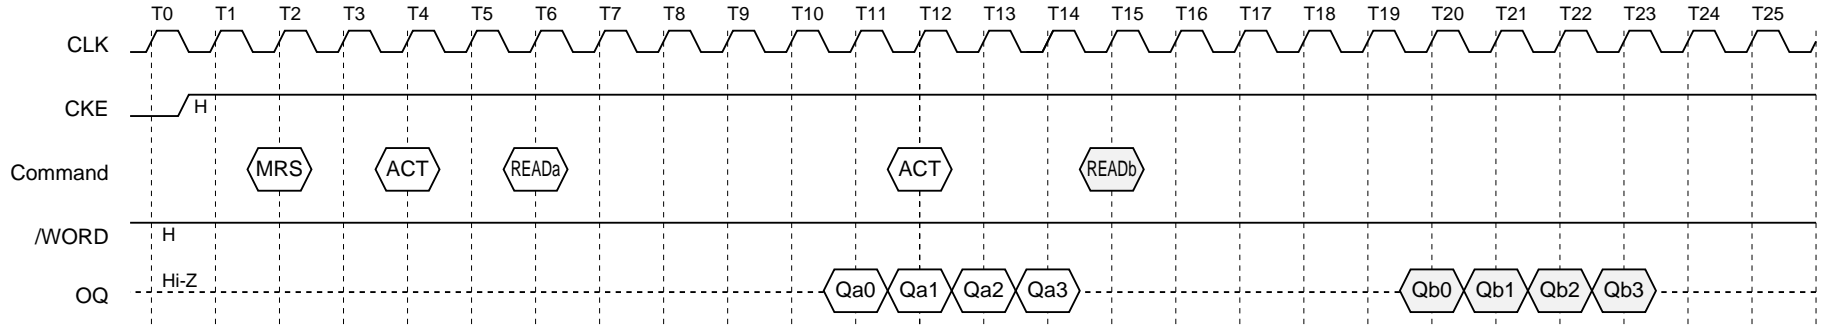 T0 T1 T2 T3 T4 T5 T6 T7 T8 T9 T10 T11 T12 T13 T14 T15 T16 T17 T18 T19 T20 T21 T22 T23 T24 T25
CLK
CKE H
Command MRS ACT READa ACT READb
/WORD H
OQ Hi-Z Qa0 Qa1 Qa2 Qa3 Qb0 Qb1 Qb2 Qb3